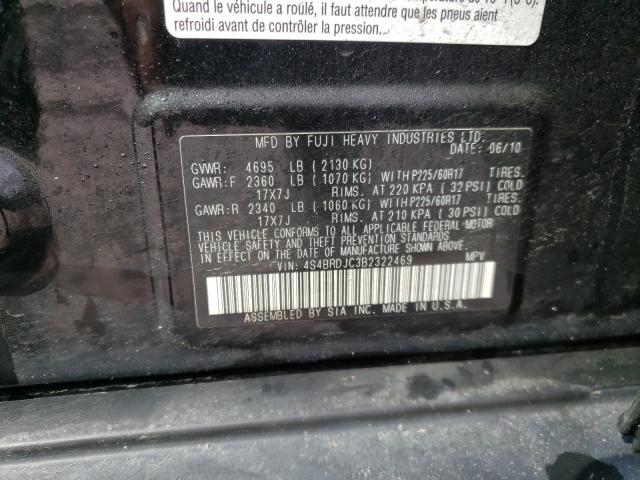 Quand le véhicule a roulé, il faut attendre que les pneus aient
refroidi avant de contrôler la pression.
MFD BY FUJI HEAVY INDUSTRIES LTD.
DATE: 06/10
GVWR: 4695 LB (2130 KG)
GAWR:F 2360 LB (1070 KG) WITH P225/60R17 TIRES.
17X7J RIMS. AT 220 KPA (32 PSI) COLD
GAWR:R 2340 LB (1060 KG) WITH P225/60R17 TIRES.
17X7J RIMS. AT 210 KPA (30 PSI) COLD
THIS VEHICLE CONFORMS TO ALL APPLICABLE FEDERAL MOTOR
VEHICLE SAFETY AND THEFT PREVENTION STANDARDS IN EFFECT ON
THE DATE OF MANUFACTURE SHOWN ABOVE.
VIN: 4S4BRDJC3B2322469 MPV
ASSEMBLED BY SIA INC. MADE IN U.S.A.